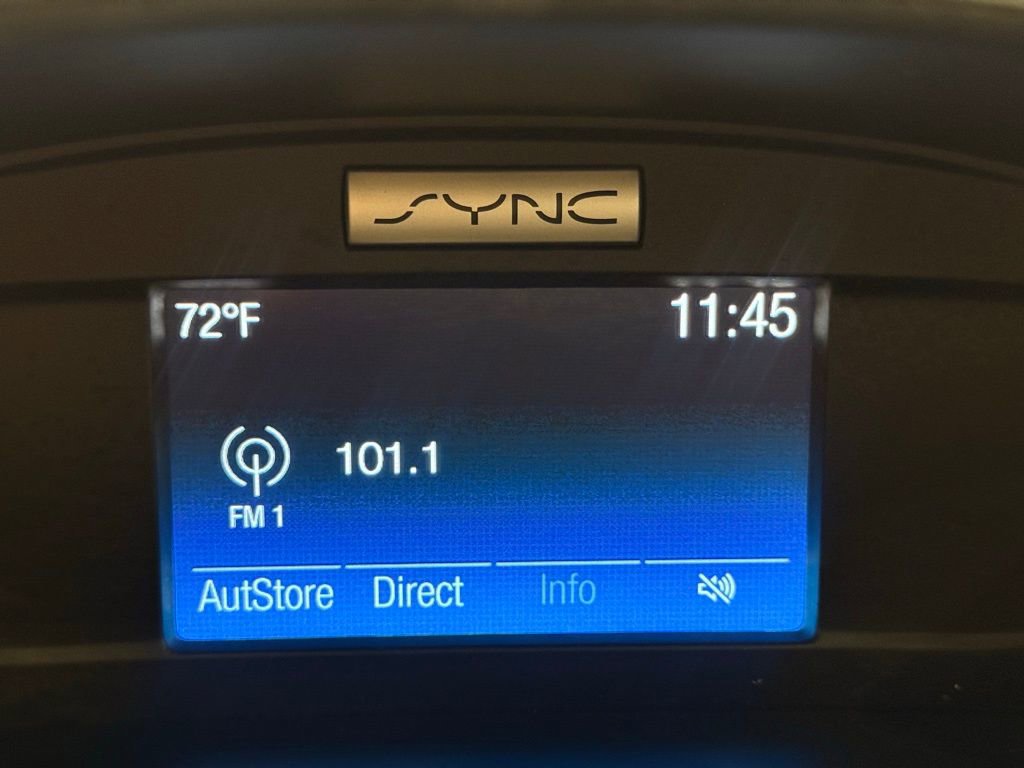 SYNC
72°F 11:45
101.1
FM 1
AutStore Direct Info